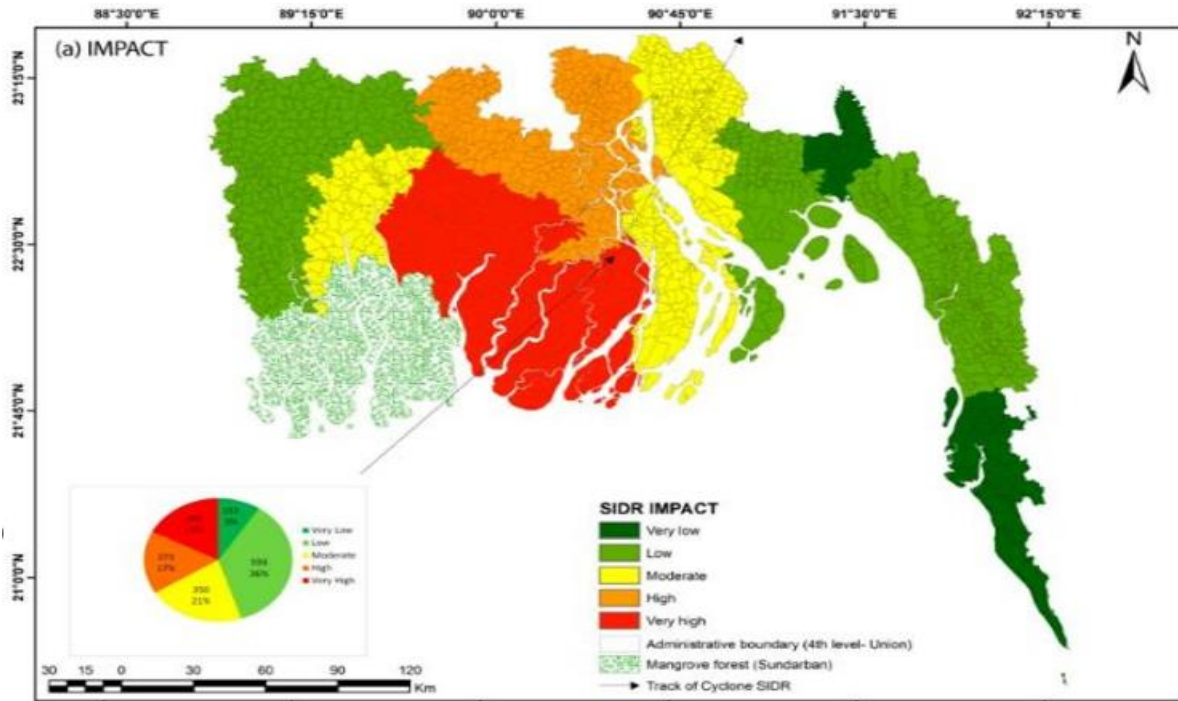 88°30'0"E 89°15'0"E 90°0'0"E 90°45'0"E 91°30'0"E 92°15'0"E
(a) IMPACT
N
23°15'0"N
22°30'0"N
21°45'0"N
21°0'0"N
594
36%
350
21%
17%
Very Low
Low
Moderate
High
Very High
SIDR IMPACT
Very low
Low
Moderate
High
Very high
Administrative boundary (4th level- Union)
Mangrove forest (Sundarban)
Track of Cyclone SIDR
30 15 0 30 60 90 120
Km